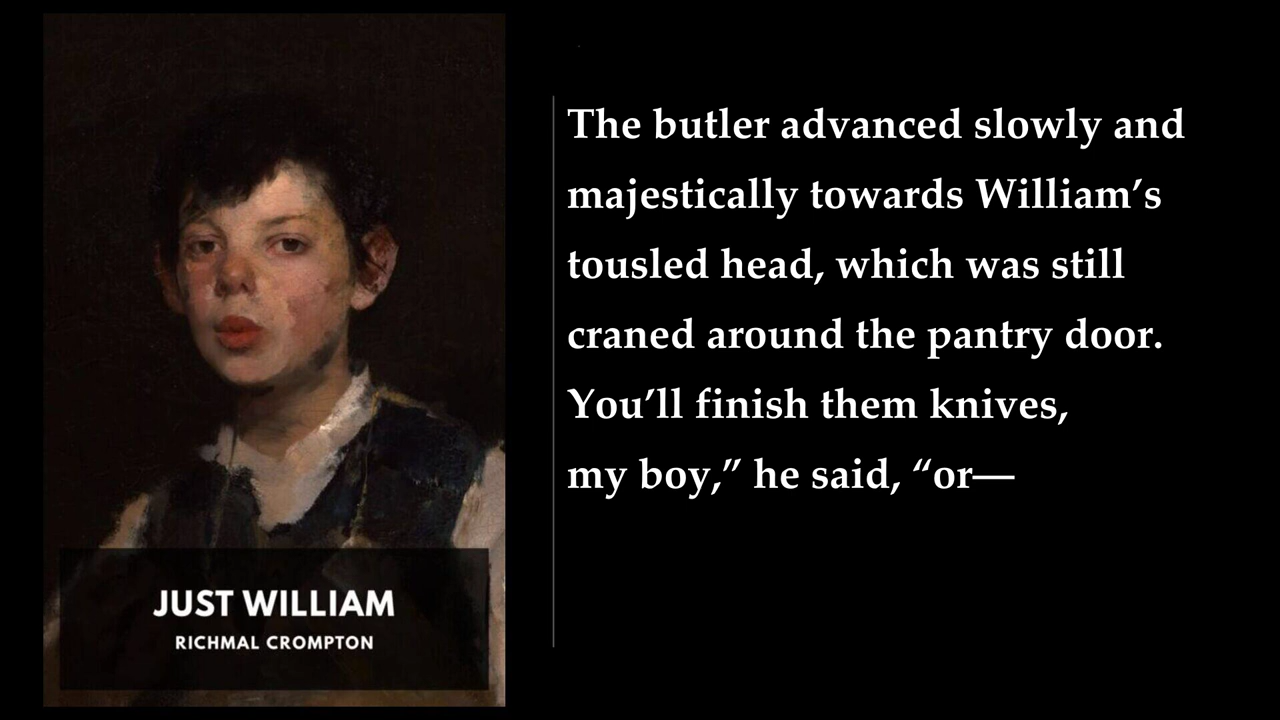 JUST WILLIAM
RICHMAL CROMPTON
The butler advanced slowly and
majestically towards William’s
tousled head, which was still
craned around the pantry door.
You’ll finish them knives,
my boy,” he said, “or—